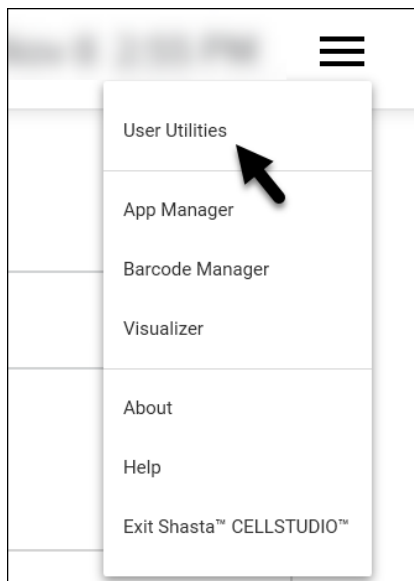 User Utilities
App Manager
Barcode Manager
Visualizer
About
Help
Exit Shasta™ CELLSTUDIO™